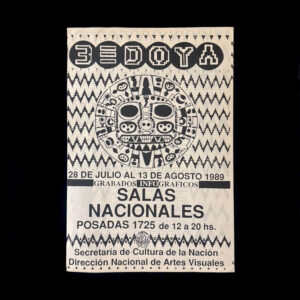 BEDOYA
28 DE JULIO AL 13 DE AGOSTO 1989
GRABADOS INFOGRAFICOS
SALAS
NACIONALES
POSADAS 1725 de 12 a 20 hs.
Secretaria de Cultura de la Nación
Dirección Nacional de Artes Visuales